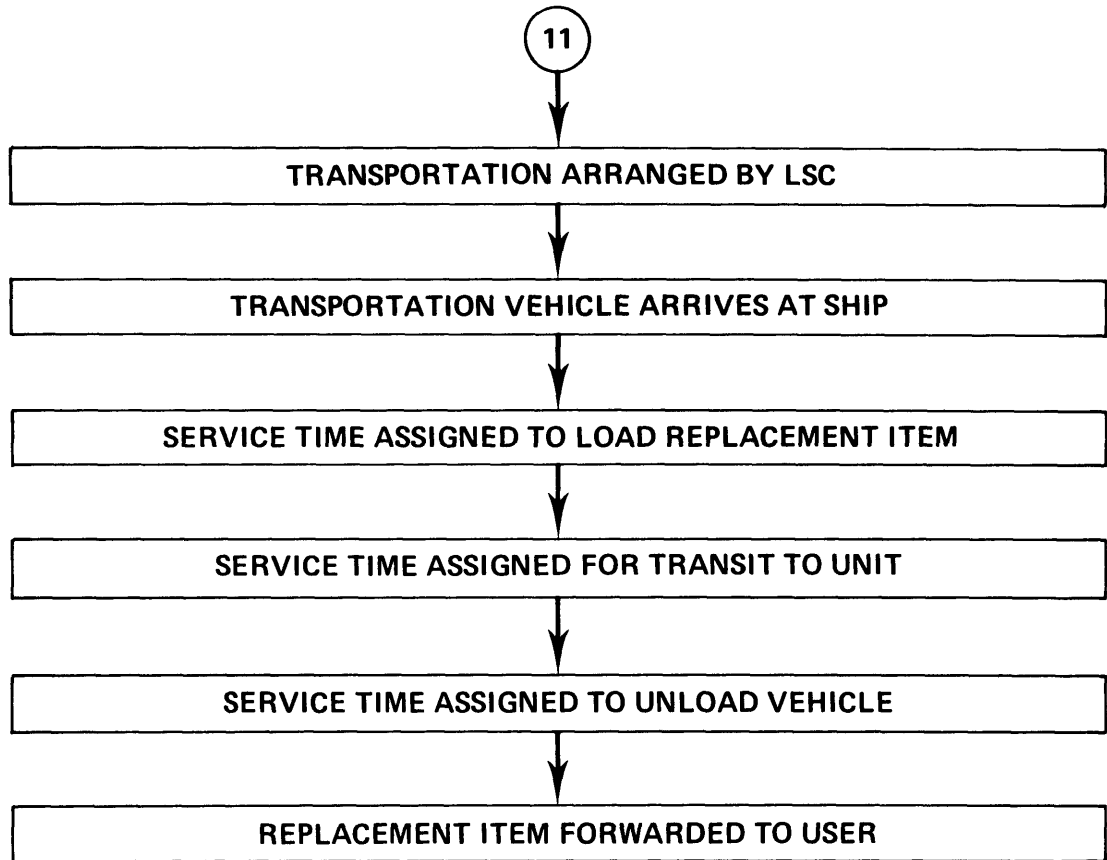 11
TRANSPORTATION ARRANGED BY LSC
TRANSPORTATION VEHICLE ARRIVES AT SHIP
SERVICE TIME ASSIGNED TO LOAD REPLACEMENT ITEM
SERVICE TIME ASSIGNED FOR TRANSIT TO UNIT
SERVICE TIME ASSIGNED TO UNLOAD VEHICLE
REPLACEMENT ITEM FORWARDED TO USER